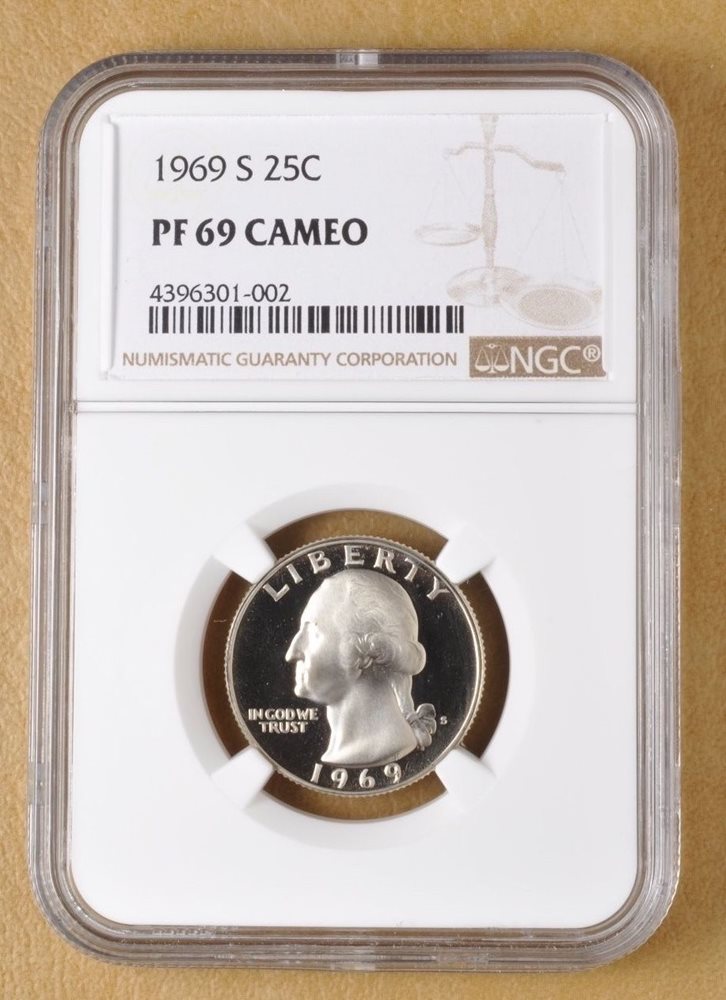 1969 S 25C
PF 69 CAMEO
4396301-002
NUMISMATIC GUARANTY CORPORATION
NGC®
LIBERTY
IN GOD WE
TRUST
S
1969